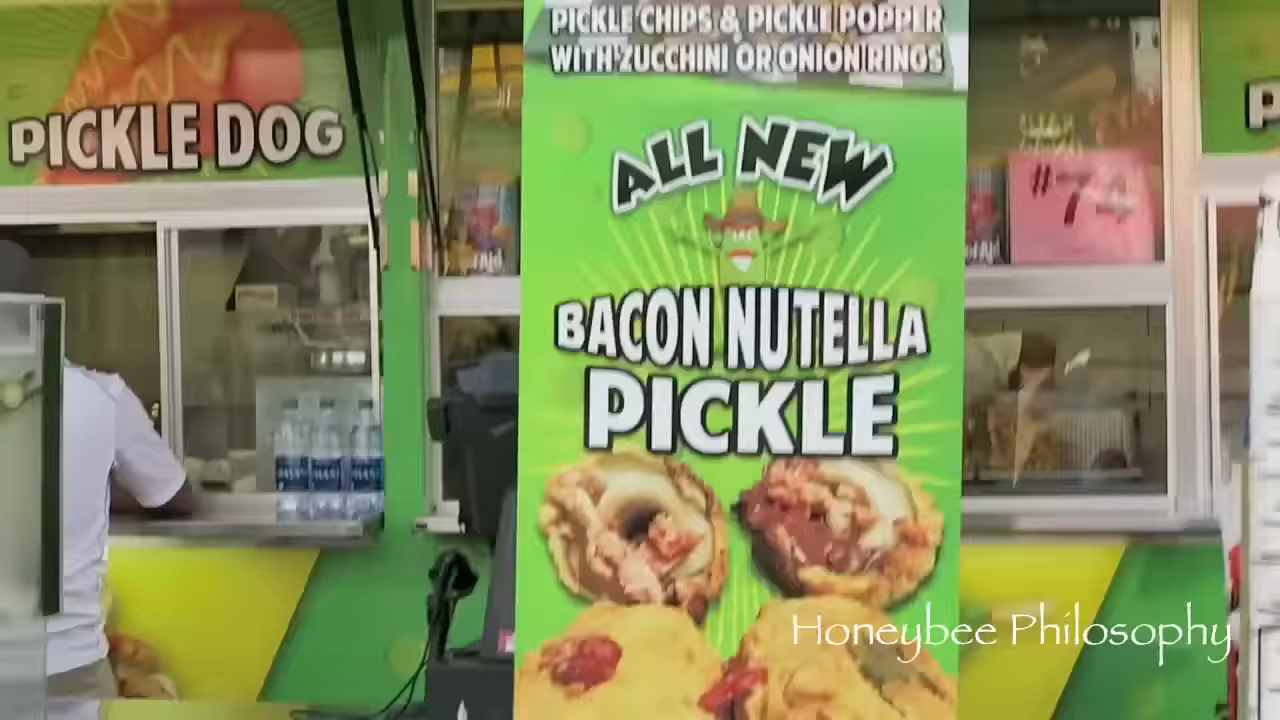 PICKLE DOG
PICKLE CHIPS & PICKLE POPPER
WITH ZUCCHINI OR ONION RINGS
ALL NEW
BACON NUTELLA
PICKLE
Honeybee Philosophy